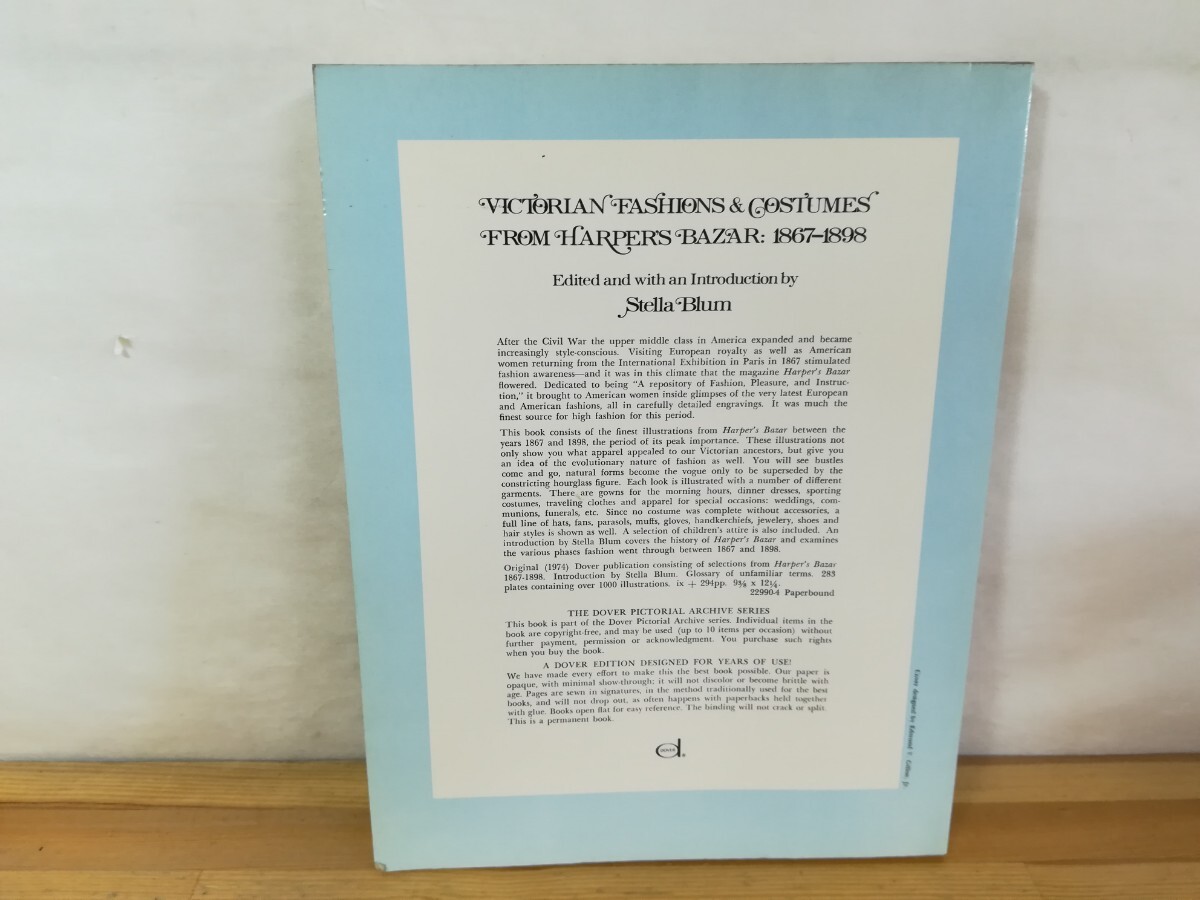 VICTORIAN FASHIONS & COSTUMES
FROM HARPER'S BAZAR: 1867–1898
Edited and with an Introduction by
Stella Blum
After the Civil War the upper middle class in America expanded and became
increasingly style-conscious. Visiting European royalty as well as American
women returning from the International Exhibition in Paris in 1867 stimulated
fashion awareness—and it was in this climate that the magazine Harper's Bazar
flowered. Dedicated to being "A repository of Fashion, Pleasure, and Instruc-
tion," it brought to American women inside glimpses of the very latest European
and American fashions, all in carefully detailed engravings. It was much the
finest source for high fashion for this period.
This book consists of the finest illustrations from Harper's Bazar between the
years 1867 and 1898, the period of its peak importance. These illustrations not
only show you what apparel appealed to our Victorian ancestors, but give you
an idea of the evolutionary nature of fashion as well. You will see bustles
come and go, natural forms become the vogue only to be superseded by the
constricting hourglass figure. Each look is illustrated with a number of different
garments. There are gowns for the morning hours, dinner dresses, sporting
costumes, traveling clothes and apparel for special occasions: weddings, com-
munions, funerals, etc. Since no costume was complete without accessories, a
full line of hats, fans, parasols, muffs, gloves, handkerchiefs, jewelery, shoes and
hair styles is shown as well. A selection of children's attire is also included. An
introduction by Stella Blum covers the history of Harper's Bazar and examines
the various phases fashion went through between 1867 and 1898.
Original (1974) Dover publication consisting of selections from Harper's Bazar
1867-1898. Introduction by Stella Blum. Glossary of unfamiliar terms. 283
plates containing over 1000 illustrations. ix + 294pp. 9⅜ x 12¼.
22990-4 Paperbound
THE DOVER PICTORIAL ARCHIVE SERIES
This book is part of the Dover Pictorial Archive series. Individual items in the
book are copyright-free, and may be used (up to 10 items per occasion) without
further payment, permission or acknowledgment. You purchase such rights
when you buy the book.
A DOVER EDITION DESIGNED FOR YEARS OF USE!
We have made every effort to make this the best book possible. Our paper is
opaque, with minimal show-through; it will not discolor or become brittle with
age. Pages are sewn in signatures, in the method traditionally used for the best
books, and will not drop out, as often happens with paperbacks held together
with glue. Books open flat for easy reference. The binding will not crack or split.
This is a permanent book.
d
DOVER
Cover designed by Edmund V. Gillon, Jr.